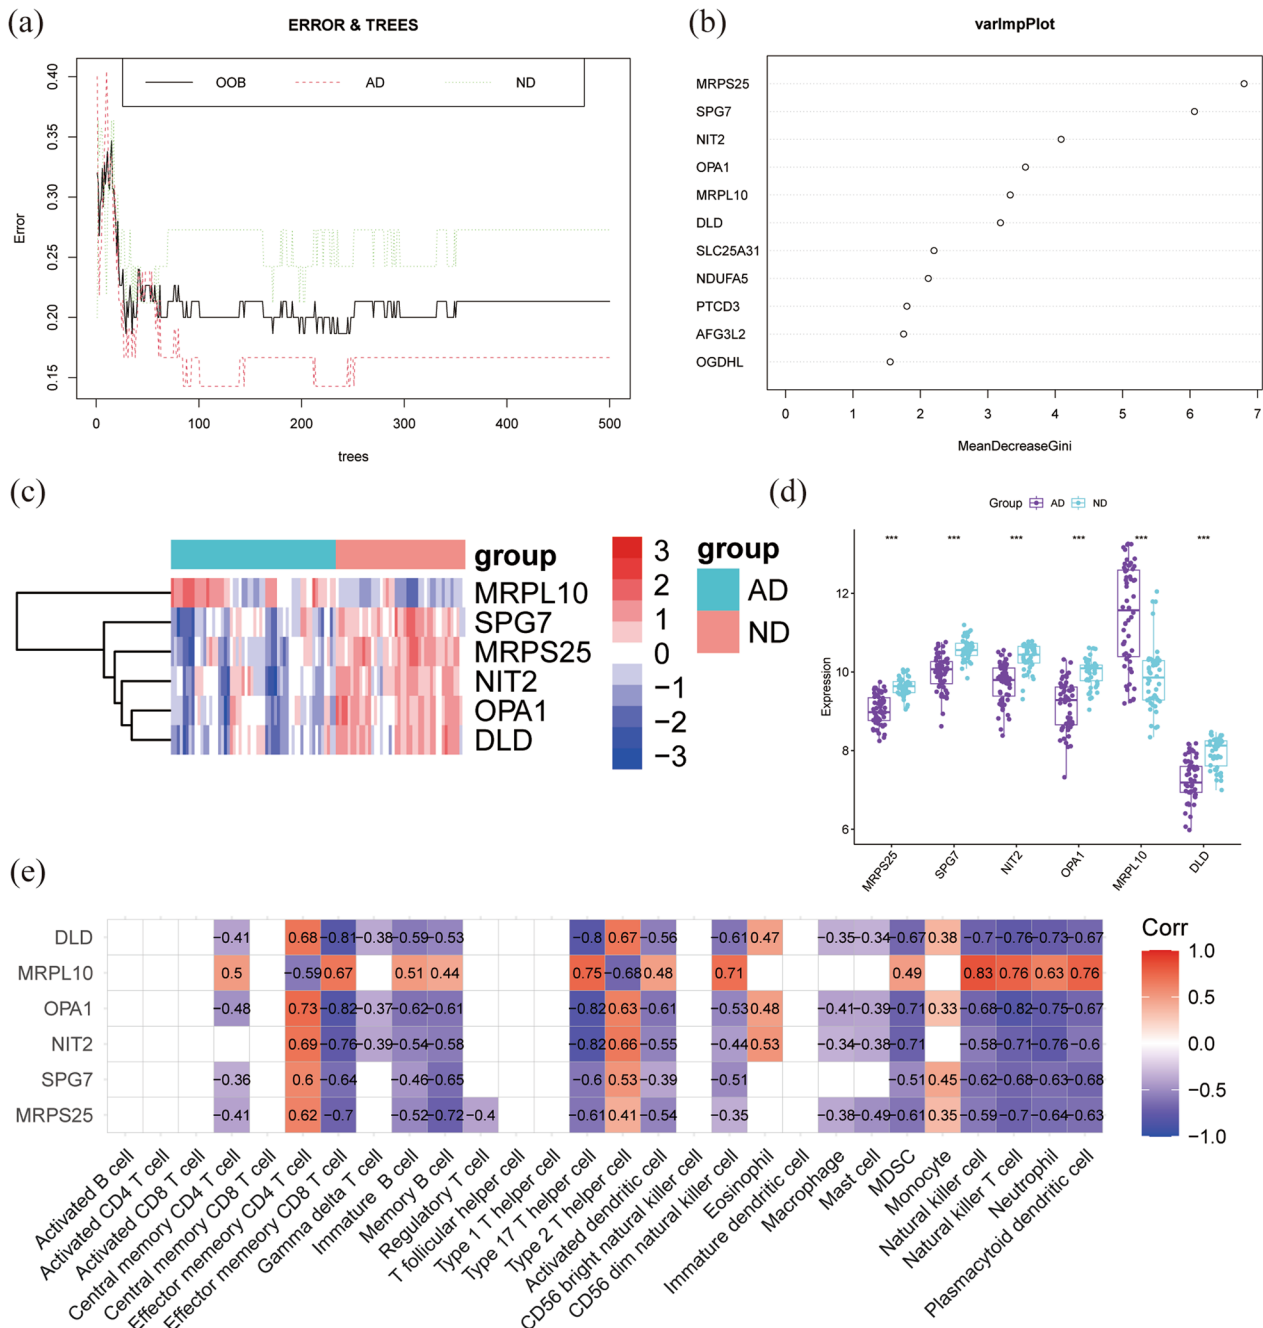 (a)
ERROR & TREES
OOB
AD
ND
0.40
0.35
0.30
0.25
0.20
0.15
Error
0
100
200
300
400
500
trees
(b)
varImpPlot
MRPS25
SPG7
NIT2
OPA1
MRPL10
DLD
SLC25A31
NDUFA5
PTCD3
AFG3L2
OGDHL
0
1
2
3
4
5
6
7
MeanDecreaseGini
(c)
group
MRPL10
SPG7
MRPS25
NIT2
OPA1
DLD
3
2
1
0
−1
−2
−3
group
AD
ND
(d)
Group AD ND
*** *** *** *** *** ***
12
10
8
6
Expression
MRPS25
SPG7
NIT2
OPA1
MRPL10
DLD
(e)
DLD −0.41 0.68 −0.81 −0.38 −0.59 −0.53 −0.8 0.67 −0.56 −0.61 0.47 −0.35 −0.34 −0.67 0.38 −0.7 −0.76 −0.73 −0.67
MRPL10 0.5 −0.59 0.67 0.51 0.44 0.75 −0.68 0.48 0.71 0.49 0.83 0.76 0.63 0.76
OPA1 −0.48 0.73 −0.82 −0.37 −0.62 −0.61 −0.82 0.63 −0.61 −0.53 0.48 −0.41 −0.39 −0.71 0.33 −0.68 −0.82 −0.75 −0.67
NIT2 0.69 −0.76 −0.39 −0.54 −0.58 −0.82 0.66 −0.55 −0.44 0.53 −0.34 −0.38 −0.71 −0.58 −0.71 −0.76 −0.6
SPG7 −0.36 0.6 −0.64 −0.46 −0.65 −0.6 0.53 −0.39 −0.51 −0.51 0.45 −0.62 −0.68 −0.63 −0.68
MRPS25 −0.41 0.62 −0.7 −0.52 −0.72 −0.4 −0.61 0.41 −0.54 −0.35 −0.38 −0.49 −0.61 0.35 −0.59 −0.7 −0.64 −0.63
Activated B cell
Activated CD4 T cell
Activated CD8 T cell
Central memory CD4 T cell
Central memory CD8 T cell
Effector memory CD4 T cell
Effector memory CD8 T cell
Gamma delta T cell
Immature B cell
Memory B cell
Regulatory T cell
T follicular helper cell
Type 1 T helper cell
Type 17 T helper cell
Type 2 T helper cell
Activated dendritic cell
CD56 bright natural killer cell
CD56 dim natural killer cell
Eosinophil
Immature dendritic cell
Macrophage
Mast cell
MDSC
Monocyte
Natural killer cell
Natural killer T cell
Neutrophil
Plasmacytoid dendritic cell
Corr
1.0
0.5
0.0
−0.5
−1.0